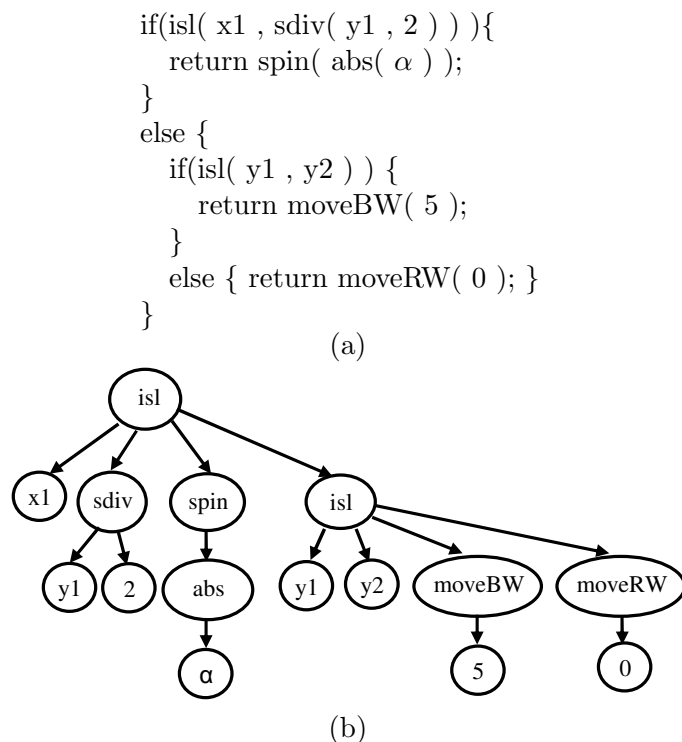 if(isl( x1 , sdiv( y1 , 2 ) ) ){
return spin( abs( α ) );
}
else {
if(isl( y1 , y2 ) ) {
return moveBW( 5 );
}
else { return moveRW( 0 ); }
}
(a)
isl
x1 sdiv spin isl
y1 2 abs y1 y2 moveBW moveRW
α 5 0
(b)